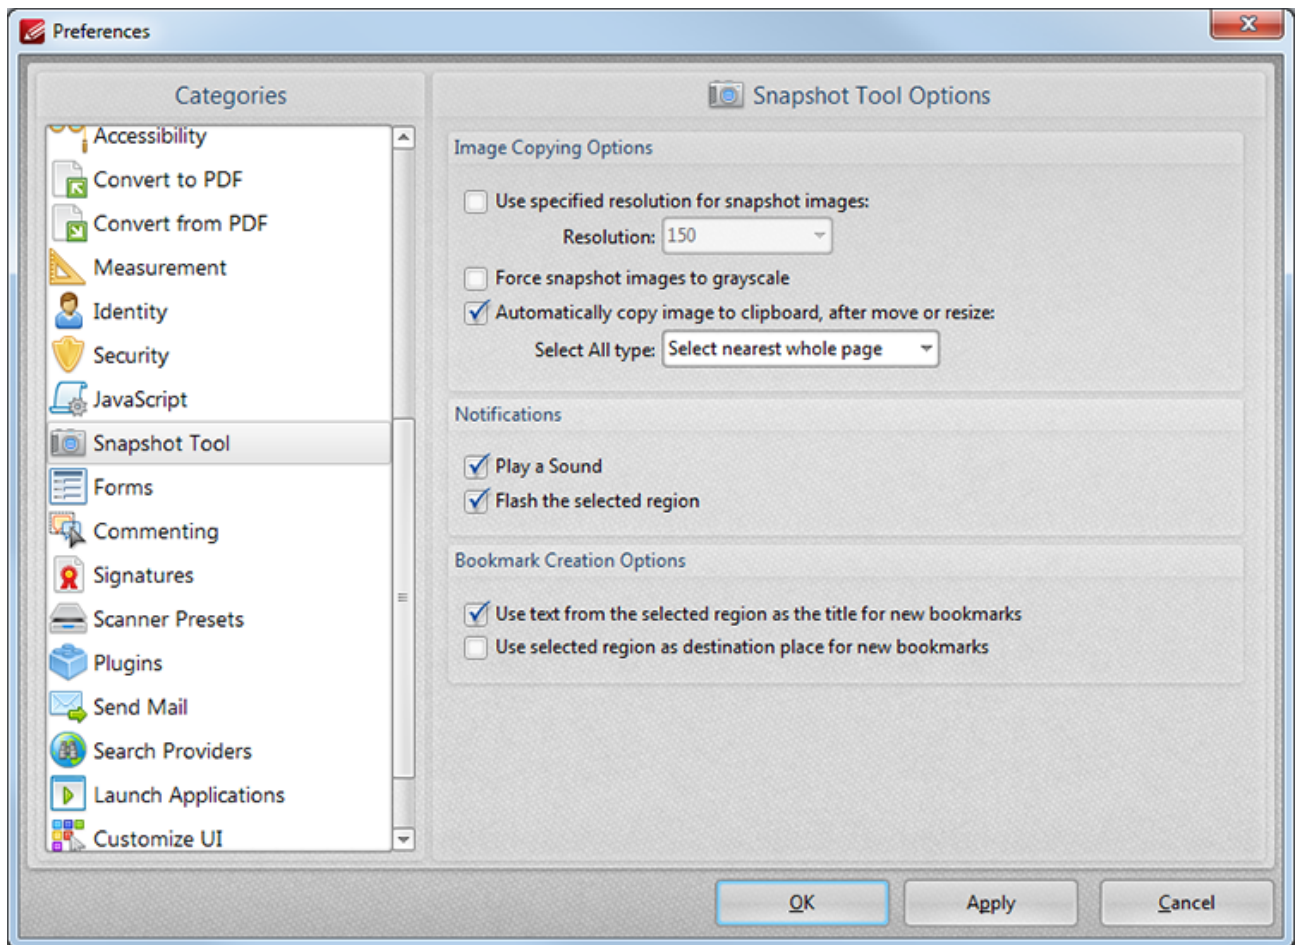 Preferences
Categories
Accessibility
Convert to PDF
Convert from PDF
Measurement
Identity
Security
JavaScript
Snapshot Tool
Forms
Commenting
Signatures
Scanner Presets
Plugins
Send Mail
Search Providers
Launch Applications
Customize UI
Snapshot Tool Options
Image Copying Options
Use specified resolution for snapshot images:
Resolution: 150
Force snapshot images to grayscale
Automatically copy image to clipboard, after move or resize:
Select All type: Select nearest whole page
Notifications
Play a Sound
Flash the selected region
Bookmark Creation Options
Use text from the selected region as the title for new bookmarks
Use selected region as destination place for new bookmarks
OK Apply Cancel